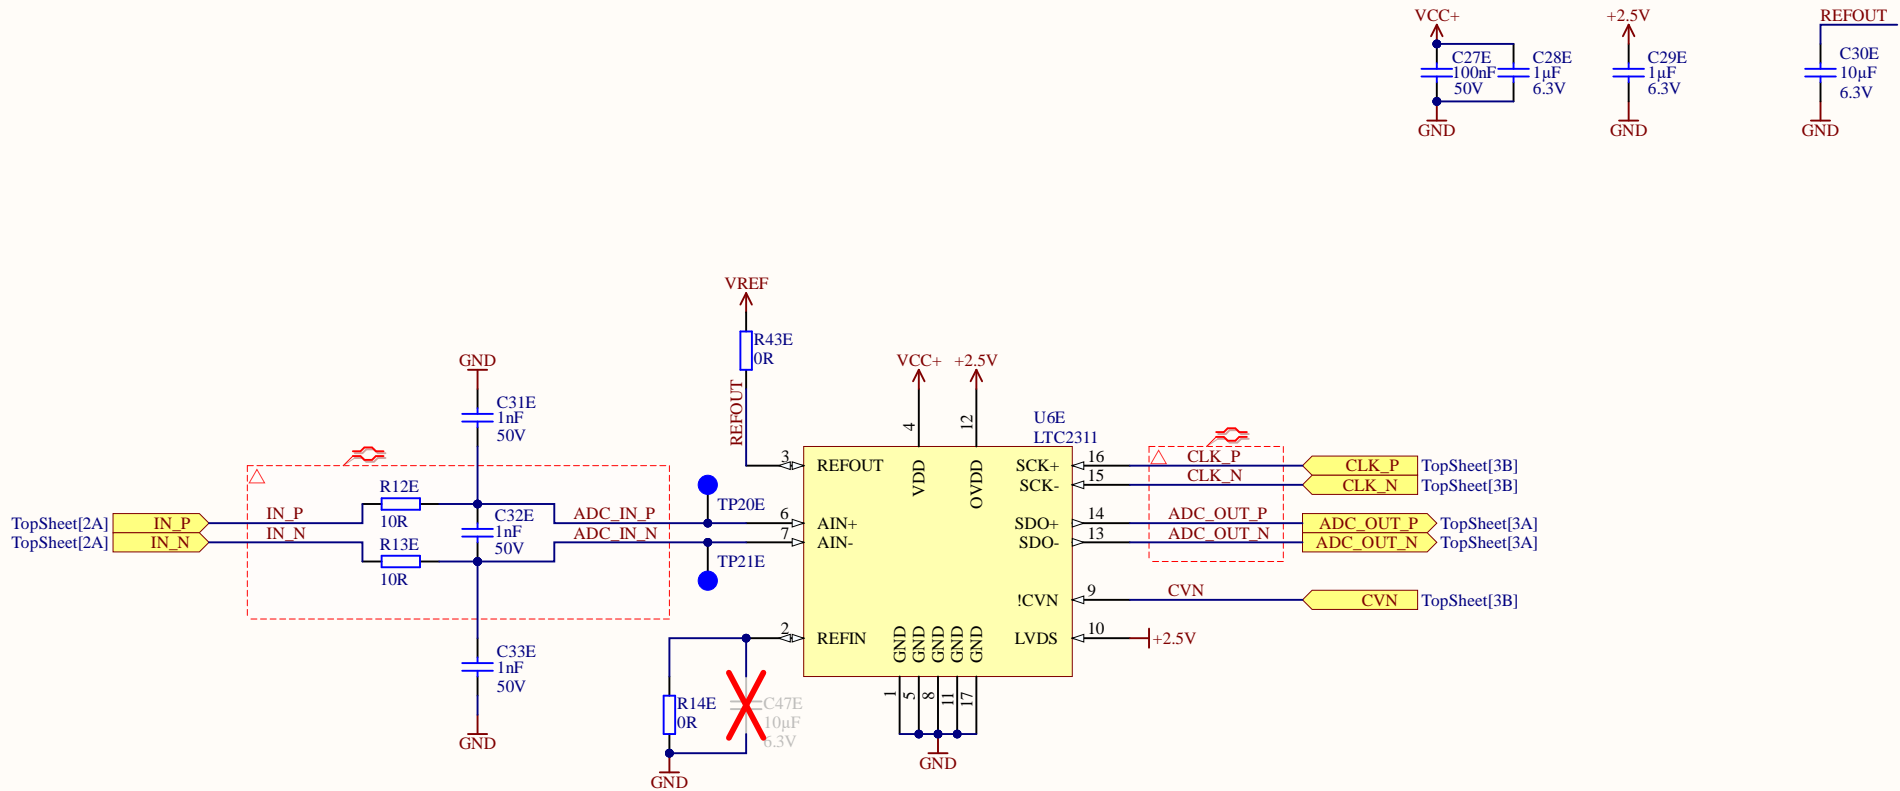 VCC+
+2.5V
REFOUT
C27E
100nF
50V
C28E
1µF
6.3V
C29E
1µF
6.3V
C30E
10µF
6.3V
GND
GND
GND
VREF
R43E
0R
REFOUT
GND
C31E
1nF
50V
VCC+
+2.5V
4
12
U6E
LTC2311
3
REFOUT
VDD
OVDD
SCK+
16
CLK_P
CLK_P
TopSheet[3B]
SCK-
15
CLK_N
CLK_N
TopSheet[3B]
R12E
10R
TopSheet[2A]
IN_P
IN_P
C32E
1nF
50V
ADC_IN_P
TP20E
6
AIN+
SDO+
14
ADC_OUT_P
ADC_OUT_P
TopSheet[3A]
TopSheet[2A]
IN_N
IN_N
R13E
10R
ADC_IN_N
TP21E
7
AIN-
SDO-
13
ADC_OUT_N
ADC_OUT_N
TopSheet[3A]
!CVN
9
CVN
CVN
TopSheet[3B]
2
REFIN
LVDS
10
+2.5V
GND
GND
GND
GND
GND
1
5
8
11
17
C33E
1nF
50V
GND
R14E
0R
C47E
10µF
6.3V
GND
GND